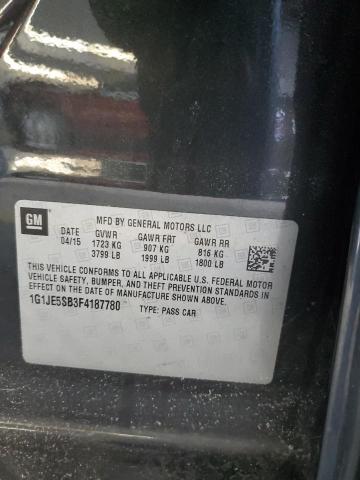 GM
MFD BY GENERAL MOTORS LLC
DATE GVWR GAWR FRT GAWR RR
04/15 1723 KG 907 KG 816 KG
3799 LB 1999 LB 1800 LB
THIS VEHICLE CONFORMS TO ALL APPLICABLE U.S. FEDERAL MOTOR
VEHICLE SAFETY, BUMPER, AND THEFT PREVENTION STANDARDS IN
EFFECT ON THE DATE OF MANUFACTURE SHOWN ABOVE.
1G1JE5SB3F4187780 TYPE: PASS CAR